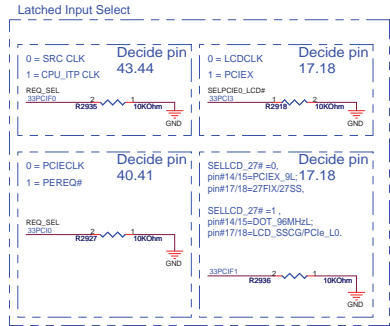 Latched Input Select
0 = SRC CLK
1 = CPU_ITP CLK
Decide pin
43.44
REQ_SEL
33PCIF0
2
1
R2935
10KOhm
GND
0 = LCDCLK
1 = PCIEX
Decide pin
17.18
SELPCIE0_LCD#
33PCI3
2
1
R2918
10KOhm
GND
0 = PCIECLK
1 = PEREQ#
Decide pin
40.41
REQ_SEL
33PCI0
2
1
R2927
10KOhm
GND
SELLCD_27# =0,
pin#14/15=PCIEX_9L;
pin#17/18=27FIX/27SS,
Decide pin
17.18
SELLCD_27# =1 ,
pin#14/15=DOT_96MHzL;
pin#17/18=LCD_SSCG/PCIe_L0.
33PCIF1
2
1
R2936
10KOhm
GND